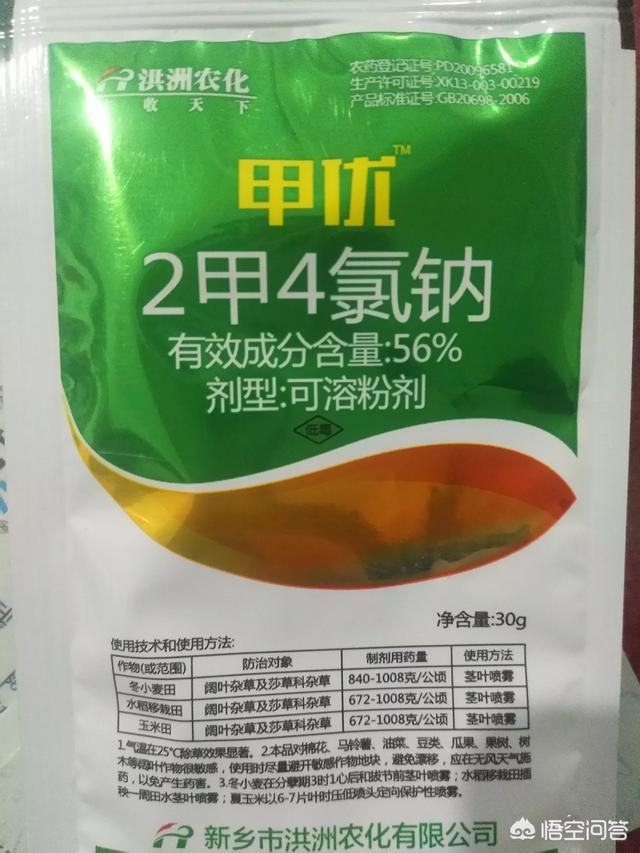 洪洲农化
收天下
农药登记证号:PD20096581
生产许可证号:XK13-003-00219
产品标准证号:GB20698-2006
甲优™
2甲4氯钠
有效成分含量:56%
剂型:可溶粉剂
低毒
净含量:30g
使用技术和使用方法:
作物(或范围) 防治对象 制剂用药量 使用方法
冬小麦田 阔叶杂草及莎草科杂草 840-1008克/公顷 茎叶喷雾
水稻移栽田 阔叶杂草及莎草科杂草 672-1008克/公顷 茎叶喷雾
玉米田 阔叶杂草及莎草科杂草 672-1008克/公顷 茎叶喷雾
1.气温在25℃除草效果显著。2.本品对棉花、马铃薯、油菜、豆类、瓜果、果树、树
木等阔叶作物很敏感，使用时尽量避开敏感作物地块，避免漂移，应在无风天气施
药，以免产生药害。3.冬小麦在分蘖期3时1心后和拔节前茎叶喷雾；水稻移栽田插
秧一周田水茎叶喷雾；夏玉米以6-7片叶时压低喷头定向保护性喷雾。
新乡市洪洲农化有限公司
悟空问答